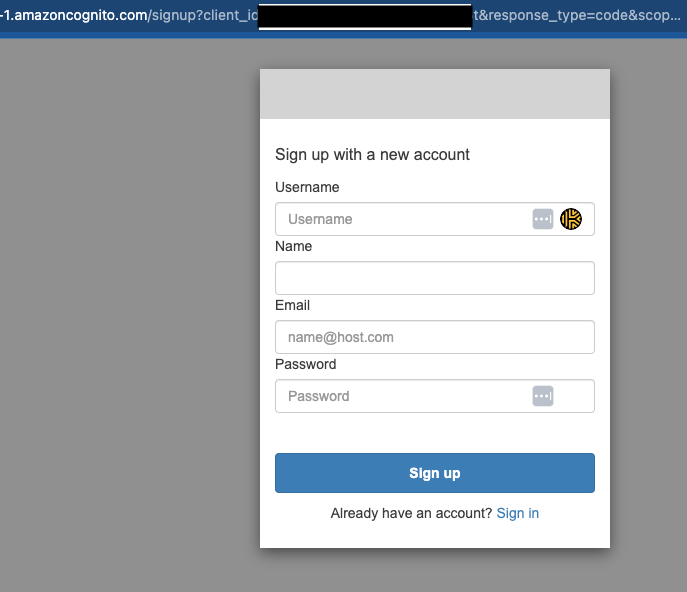 -1.amazoncognito.com/signup?client_id
t&response_type=code&scop...
Sign up with a new account
Username
Username
Name
Email
name@host.com
Password
Password
Sign up
Already have an account? Sign in